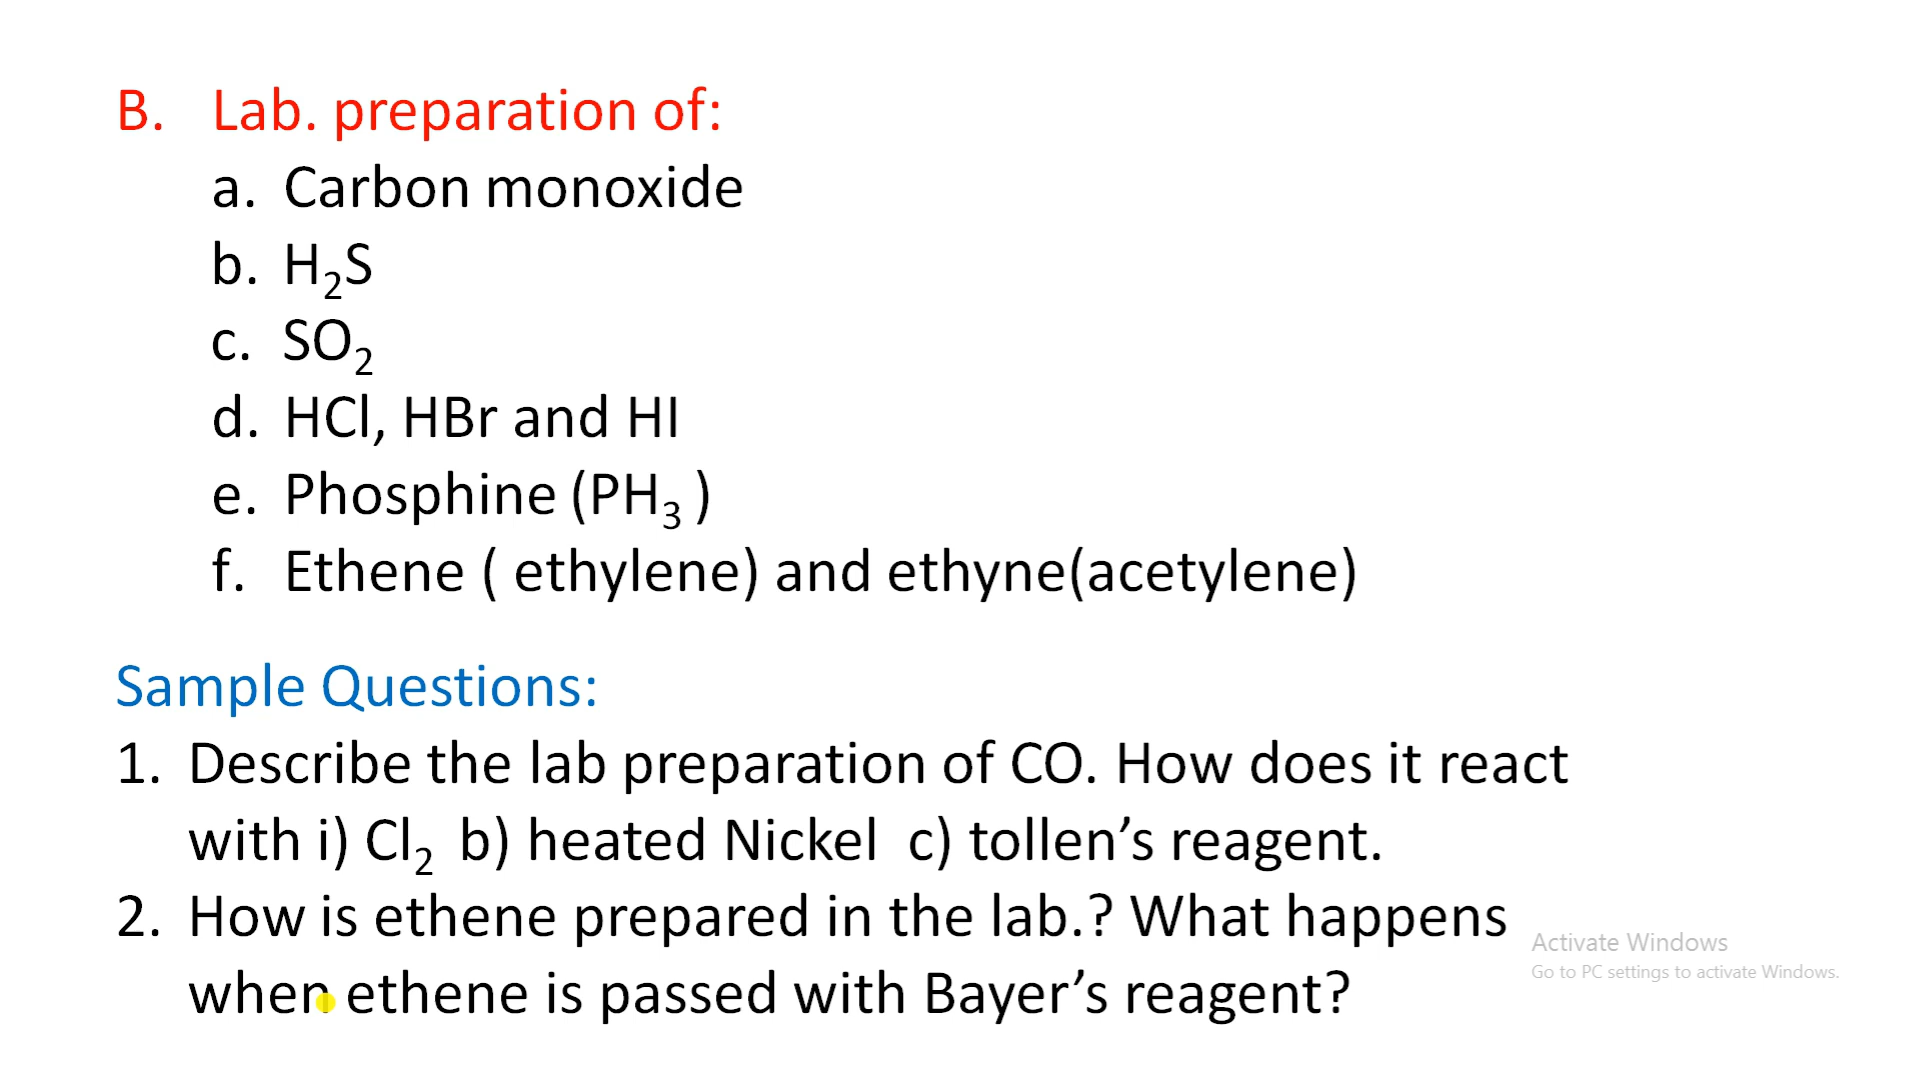 B. Lab. preparation of:
a. Carbon monoxide
b. H₂S
c. SO₂
d. HCl, HBr and HI
e. Phosphine (PH₃ )
f. Ethene ( ethylene) and ethyne(acetylene)
Sample Questions:
1. Describe the lab preparation of CO. How does it react
with i) Cl₂ b) heated Nickel c) tollen’s reagent.
2. How is ethene prepared in the lab.? What happens
when ethene is passed with Bayer’s reagent?
Activate Windows
Go to PC settings to activate Windows.